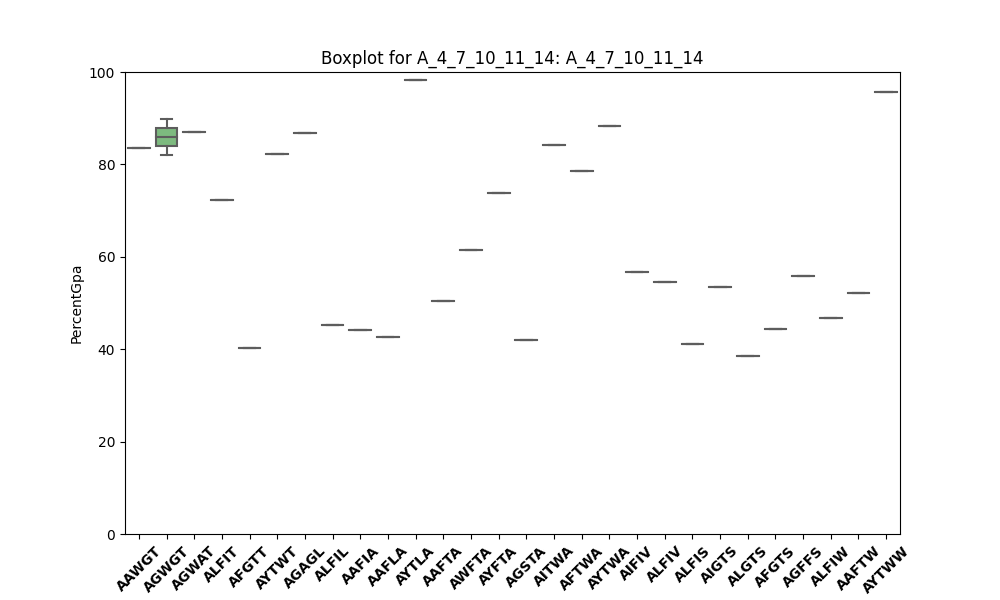 Boxplot for A_4_7_10_11_14: A_4_7_10_11_14
100
80
60
40
20
0
PercentGpa
AAWGT
AGWGT
AGWAT
ALFIT
AFGTT
AYTWT
AGAGL
ALFIL
AAFIA
AAFLA
AYTLA
AAFTA
AWFTA
AYFTA
AGSTA
AITWA
AFTWA
AYTWA
AIFIV
ALFIV
ALFIS
AIGTS
ALGTS
AFGTS
AGFFS
ALFIW
AAFTW
AYTWW